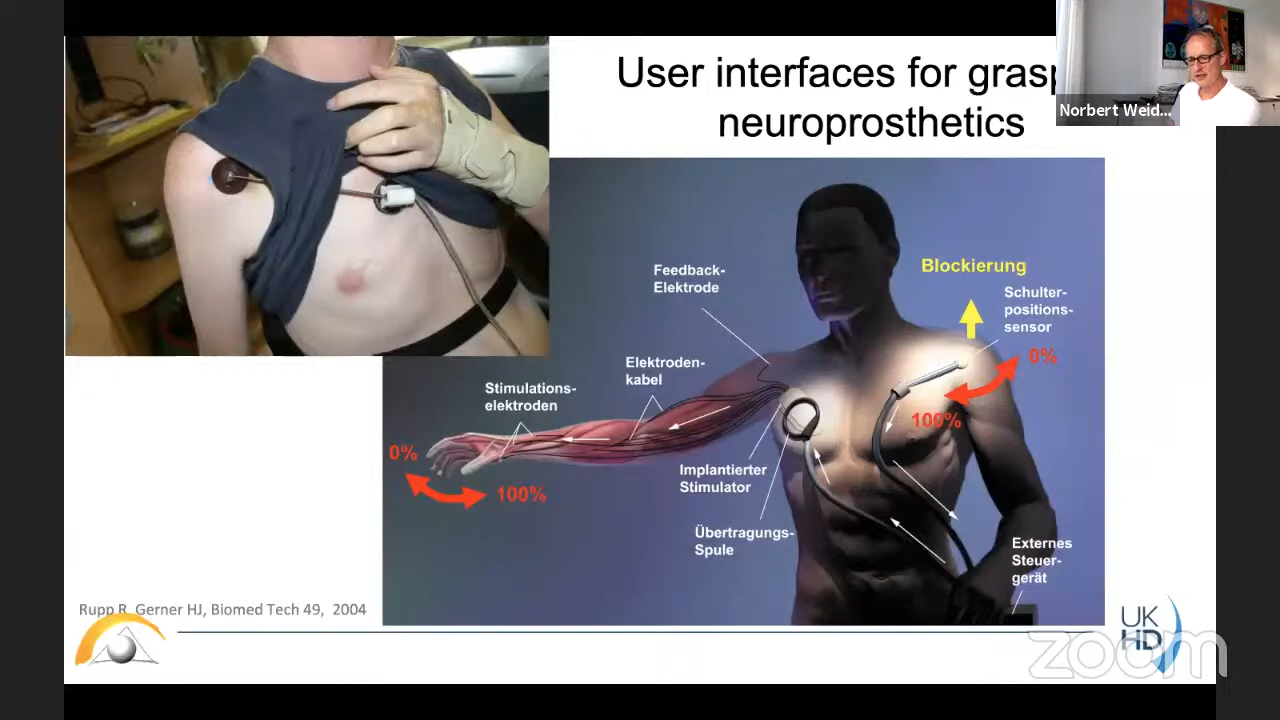 User interfaces for grasp
neuroprosthetics
Norbert Weid...
Blockierung
Feedback-
Elektrode
Schulter-
positions-
sensor
0%
100%
Elektroden-
kabel
Stimulations-
elektroden
0%
100%
Implantierter
Stimulator
Übertragungs-
Spule
Externes
Steuer-
gerät
Rupp R, Gerner HJ, Biomed Tech 49, 2004
UK
HD
zoom